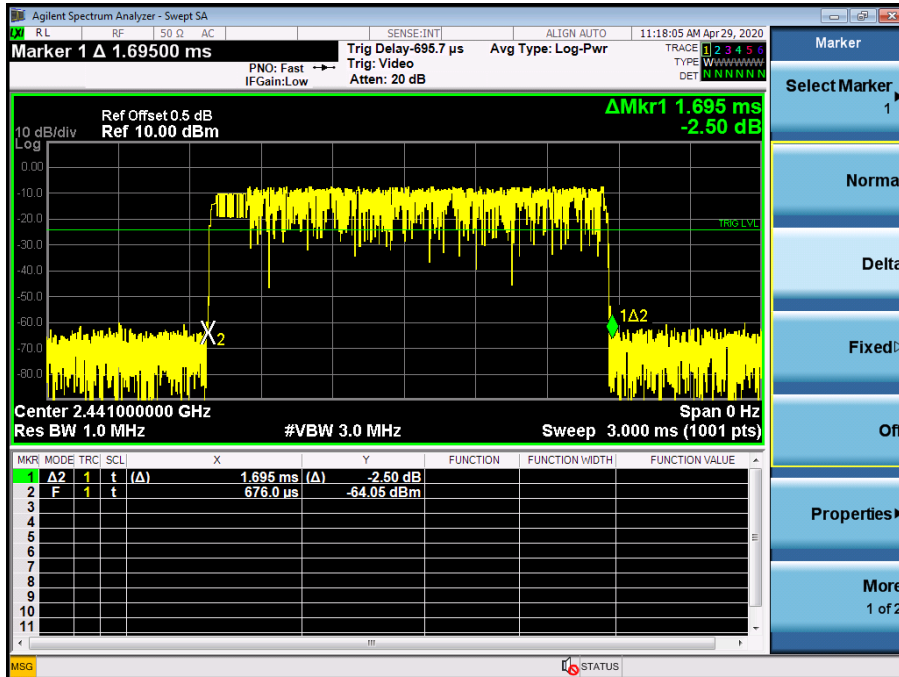 Agilent Spectrum Analyzer - Swept SA
LXI RL RF 50 Ω AC SENSE:INT ALIGN AUTO 11:18:05 AM Apr 29, 2020
Marker 1 Δ 1.69500 ms
PNO: Fast
IFGain:Low
Trig Delay-695.7 µs
Trig: Video
Atten: 20 dB
Avg Type: Log-Pwr
TRACE 1 2 3 4 5 6
TYPE WWWWWW
DET N N N N N N
ΔMkr1 1.695 ms
-2.50 dB
Ref Offset 0.5 dB
10 dB/div Ref 10.00 dBm
Log
0.00
-10.0
-20.0
TRIG LVL
-30.0
-40.0
-50.0
-60.0
1Δ2
2
-70.0
-80.0
Center 2.441000000 GHz Span 0 Hz
Res BW 1.0 MHz #VBW 3.0 MHz Sweep 3.000 ms (1001 pts)
MKR MODE TRC SCL X Y FUNCTION FUNCTION WIDTH FUNCTION VALUE
1 Δ2 1 t (Δ) 1.695 ms (Δ) -2.50 dB
2 F 1 t 676.0 µs -64.05 dBm
3
4
5
6
7
8
9
10
11
MSG STATUS
Marker
Select Marker
1
Norma
Delta
Fixed
Of
Properties
More
1 of 2